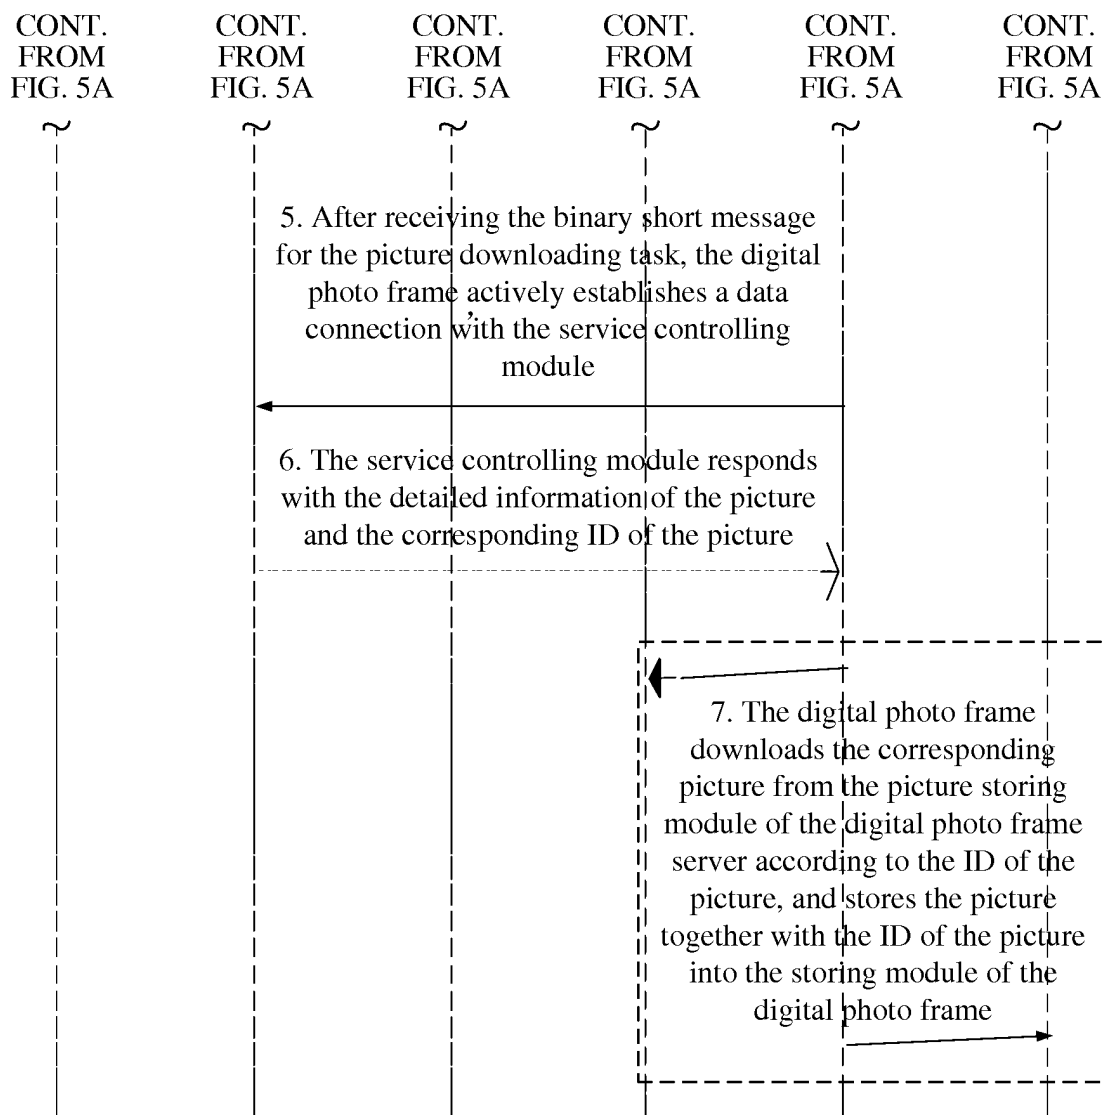 CONT. CONT. CONT. CONT. CONT. CONT.
FROM FROM FROM FROM FROM FROM
FIG. 5A FIG. 5A FIG. 5A FIG. 5A FIG. 5A FIG. 5A
5. After receiving the binary short message
for the picture downloading task, the digital
photo frame actively establishes a data
connection with the service controlling
module
6. The service controlling module responds
with the detailed information of the picture
and the corresponding ID of the picture
7. The digital photo frame
downloads the corresponding
picture from the picture storing
module of the digital photo frame
server according to the ID of the
picture, and stores the picture
together with the ID of the picture
into the storing module of the
digital photo frame